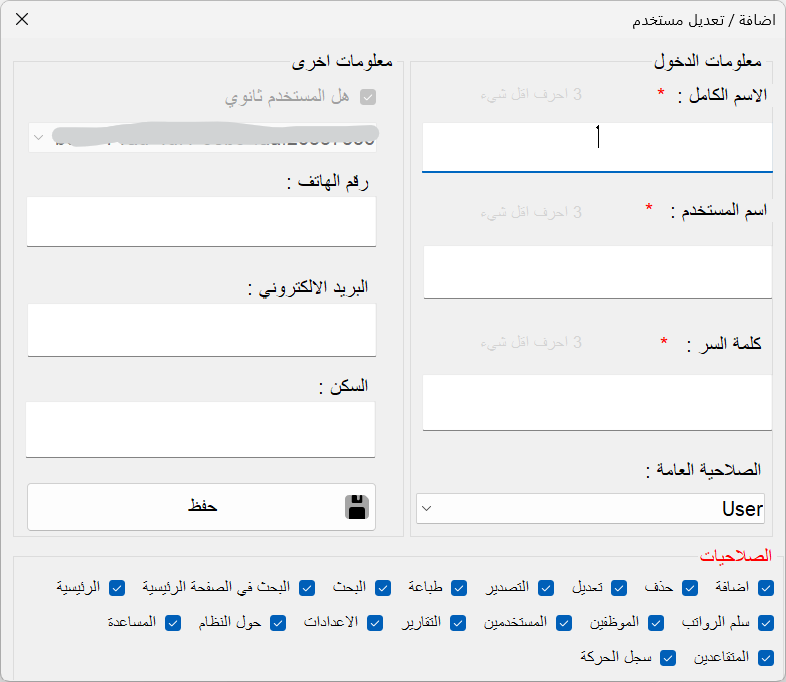 اضافة / تعديل مستخدم
معلومات الدخول
الاسم الكامل : *
3 احرف اقل شيء
اسم المستخدم : *
3 احرف اقل شيء
كلمة السر : *
3 احرف اقل شيء
الصلاحية العامة :
User
معلومات اخرى
هل المستخدم ثانوي
رقم الهاتف :
البريد الالكتروني :
السكن :
حفظ
الصلاحيات
اضافة حذف تعديل التصدير طباعة البحث البحث في الصفحة الرئيسية الرئيسية
سلم الرواتب الموظفين المستخدمين التقارير الاعدادات حول النظام المساعدة
المتقاعدين سجل الحركة